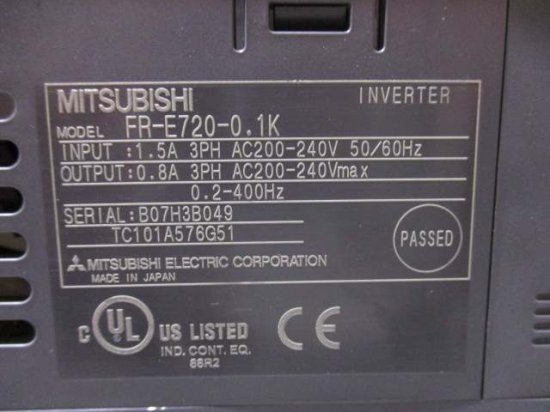 MITSUBISHI INVERTER
MODEL FR-E720-0.1K
INPUT :1.5A 3PH AC200-240V 50/60Hz
OUTPUT:0.8A 3PH AC200-240Vmax
0.2-400Hz
SERIAL:B07H3B049
TC101A576G51
PASSED
MITSUBISHI ELECTRIC CORPORATION
MADE IN JAPAN
C UL US LISTED
IND. CONT. EQ.
88R2
CE